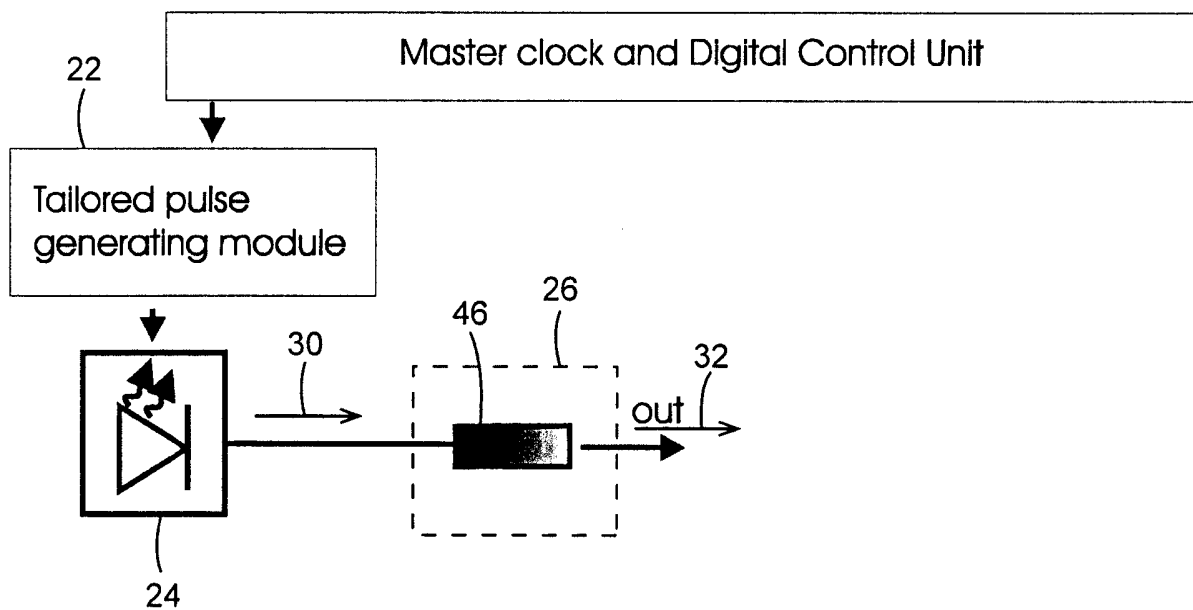 Master clock and Digital Control Unit
22
Tailored pulse
generating module
26
46
30
32
out
24